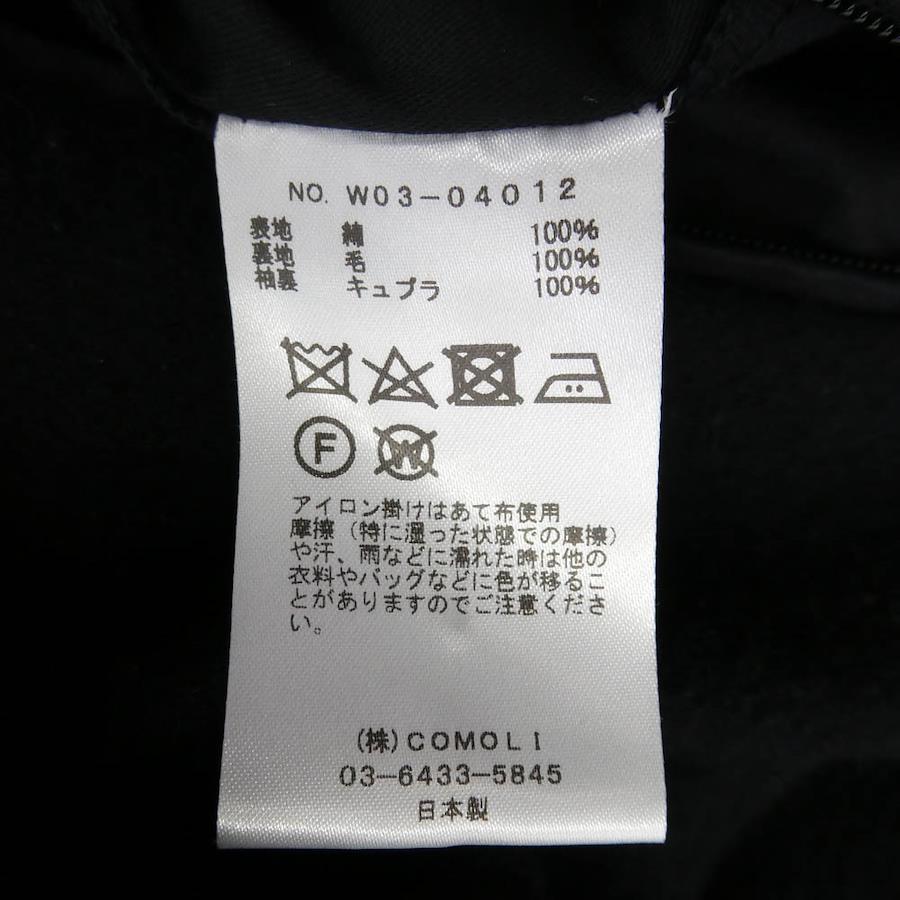 NO. W03-04012
表地 綿 100%
裏地 毛 100%
袖裏 キュプラ 100%
F W
アイロン掛けはあて布使用
摩擦（特に湿った状態での摩擦）
や汗、雨などに濡れた時は他の
衣料やバッグなどに色が移るこ
とがありますのでご注意くださ
い。
(株)COMOLI
03-6433-5845
日本製